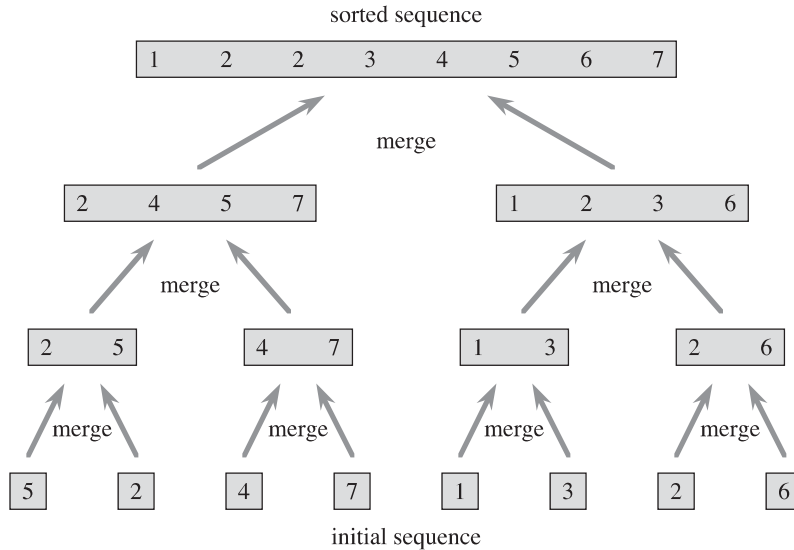 sorted sequence
1 2 2 3 4 5 6 7
merge
2 4 5 7 1 2 3 6
merge merge
2 5 4 7 1 3 2 6
merge merge merge merge
5 2 4 7 1 3 2 6
initial sequence